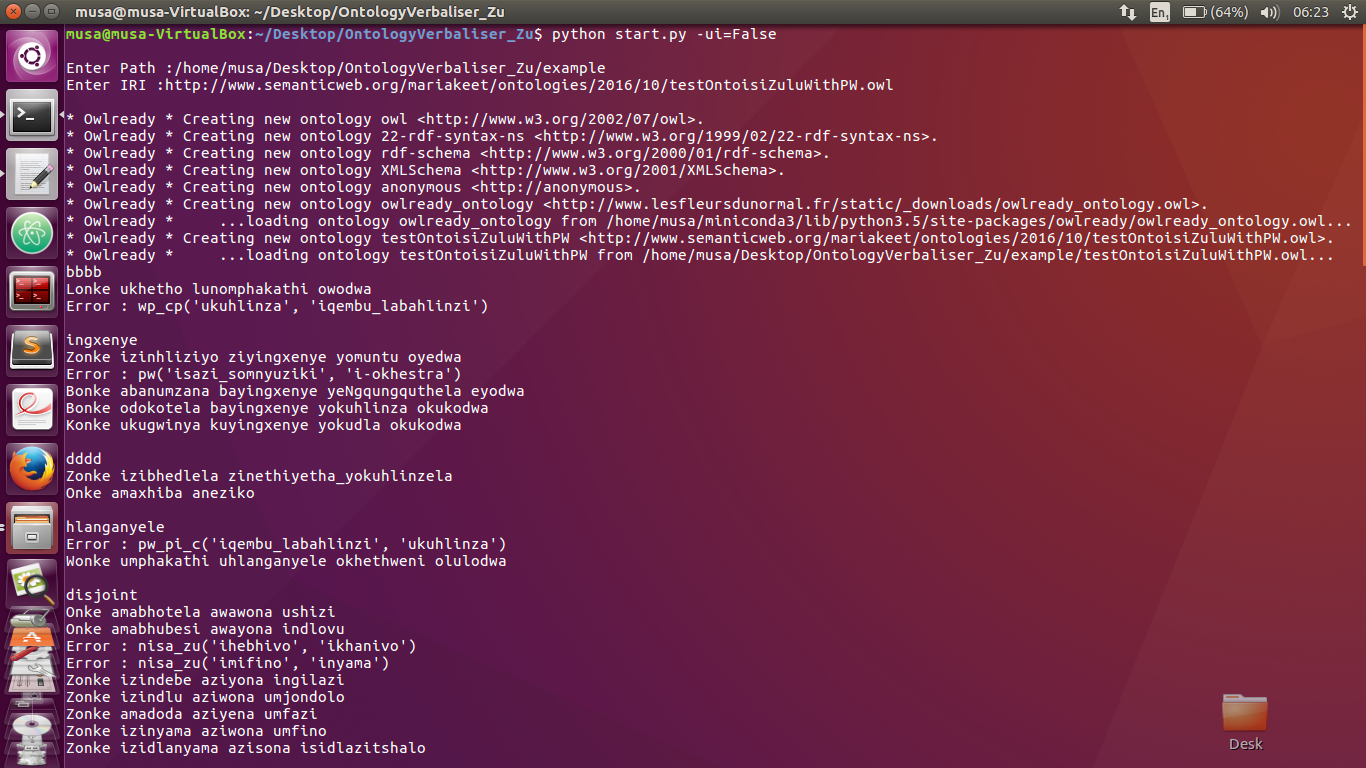 musa@musa-VirtualBox: ~/Desktop/OntologyVerbaliser_Zu
En
(64%)
06:23
musa@musa-VirtualBox:~/Desktop/OntologyVerbaliser_Zu$ python start.py -ui=False
Enter Path :/home/musa/Desktop/OntologyVerbaliser_Zu/example
Enter IRI :http://www.semanticweb.org/mariakeet/ontologies/2016/10/testOntoisiZuluWithPW.owl
* Owlready * Creating new ontology owl <http://www.w3.org/2002/07/owl>.
* Owlready * Creating new ontology 22-rdf-syntax-ns <http://www.w3.org/1999/02/22-rdf-syntax-ns>.
* Owlready * Creating new ontology rdf-schema <http://www.w3.org/2000/01/rdf-schema>.
* Owlready * Creating new ontology XMLSchema <http://www.w3.org/2001/XMLSchema>.
* Owlready * Creating new ontology anonymous <http://anonymous>.
* Owlready * Creating new ontology owlready_ontology <http://www.lesfleursdunormal.fr/static/_downloads/owlready_ontology.owl>.
* Owlready *     ...loading ontology owlready_ontology from /home/musa/miniconda3/lib/python3.5/site-packages/owlready/owlready_ontology.owl...
* Owlready * Creating new ontology testOntoisiZuluWithPW <http://www.semanticweb.org/mariakeet/ontologies/2016/10/testOntoisiZuluWithPW.owl>.
* Owlready *     ...loading ontology testOntoisiZuluWithPW from /home/musa/Desktop/OntologyVerbaliser_Zu/example/testOntoisiZuluWithPW.owl...
bbbb
Lonke ukhetho lunomphakathi owodwa
Error : wp_cp('ukuhlinza', 'iqembu_labahlinzi')
ingxenye
Zonke izinhliziyo ziyingxenye yomuntu oyedwa
Error : pw('isazi_somnyuziki', 'i-okhestra')
Bonke abanumzana bayingxenye yeNgqungquthela eyodwa
Bonke odokotela bayingxenye yokuhlinza okukodwa
Konke ukugwinya kuyingxenye yokudla okukodwa
dddd
Zonke izibhedlela zinethiyetha_yokuhlinzela
Onke amaxhiba aneziko
hlanganyele
Error : pw_pi_c('iqembu_labahlinzi', 'ukuhlinza')
Wonke umphakathi uhlanganyele okhethweni olulodwa
disjoint
Onke amabhotela awawona ushizi
Onke amabhubesi awayona indlovu
Error : nisa_zu('ihebhivo', 'ikhanivo')
Error : nisa_zu('imifino', 'inyama')
Zonke izindebe aziyona ingilazi
Zonke izindlu aziwona umjondolo
Zonke amadoda aziyena umfazi
Zonke izinyama aziwona umfino
Zonke izidlanyama azisona isidlazitshalo
Desk